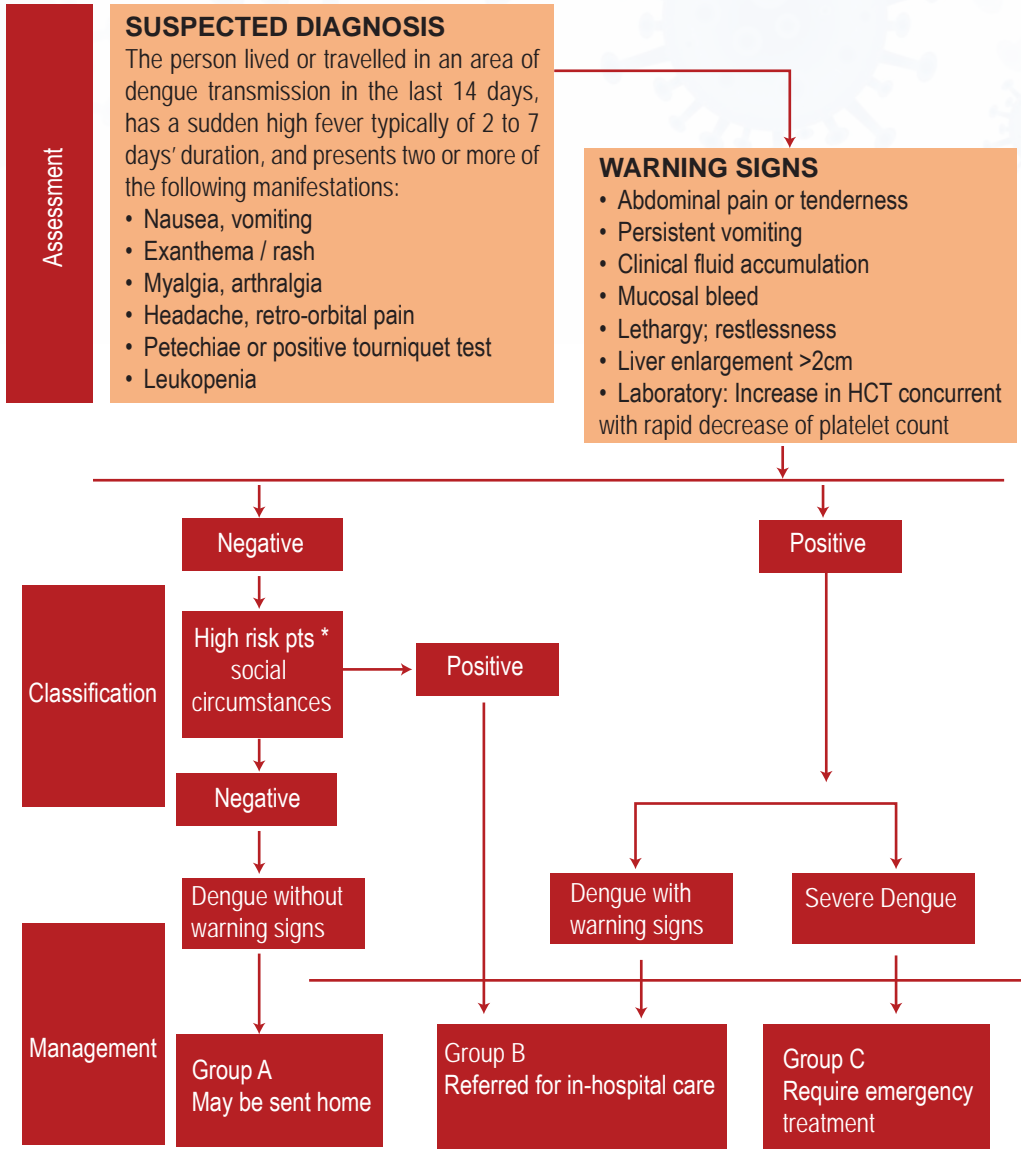 Assessment
SUSPECTED DIAGNOSIS
The person lived or travelled in an area of
dengue transmission in the last 14 days,
has a sudden high fever typically of 2 to 7
days' duration, and presents two or more of
the following manifestations:
• Nausea, vomiting
• Exanthema / rash
• Myalgia, arthralgia
• Headache, retro-orbital pain
• Petechiae or positive tourniquet test
• Leukopenia
WARNING SIGNS
• Abdominal pain or tenderness
• Persistent vomiting
• Clinical fluid accumulation
• Mucosal bleed
• Lethargy; restlessness
• Liver enlargement >2cm
• Laboratory: Increase in HCT concurrent
with rapid decrease of platelet count
Negative
Positive
Classification
High risk pts *
social
circumstances
Positive
Negative
Dengue without
warning signs
Dengue with
warning signs
Severe Dengue
Management
Group A
May be sent home
Group B
Referred for in-hospital care
Group C
Require emergency
treatment